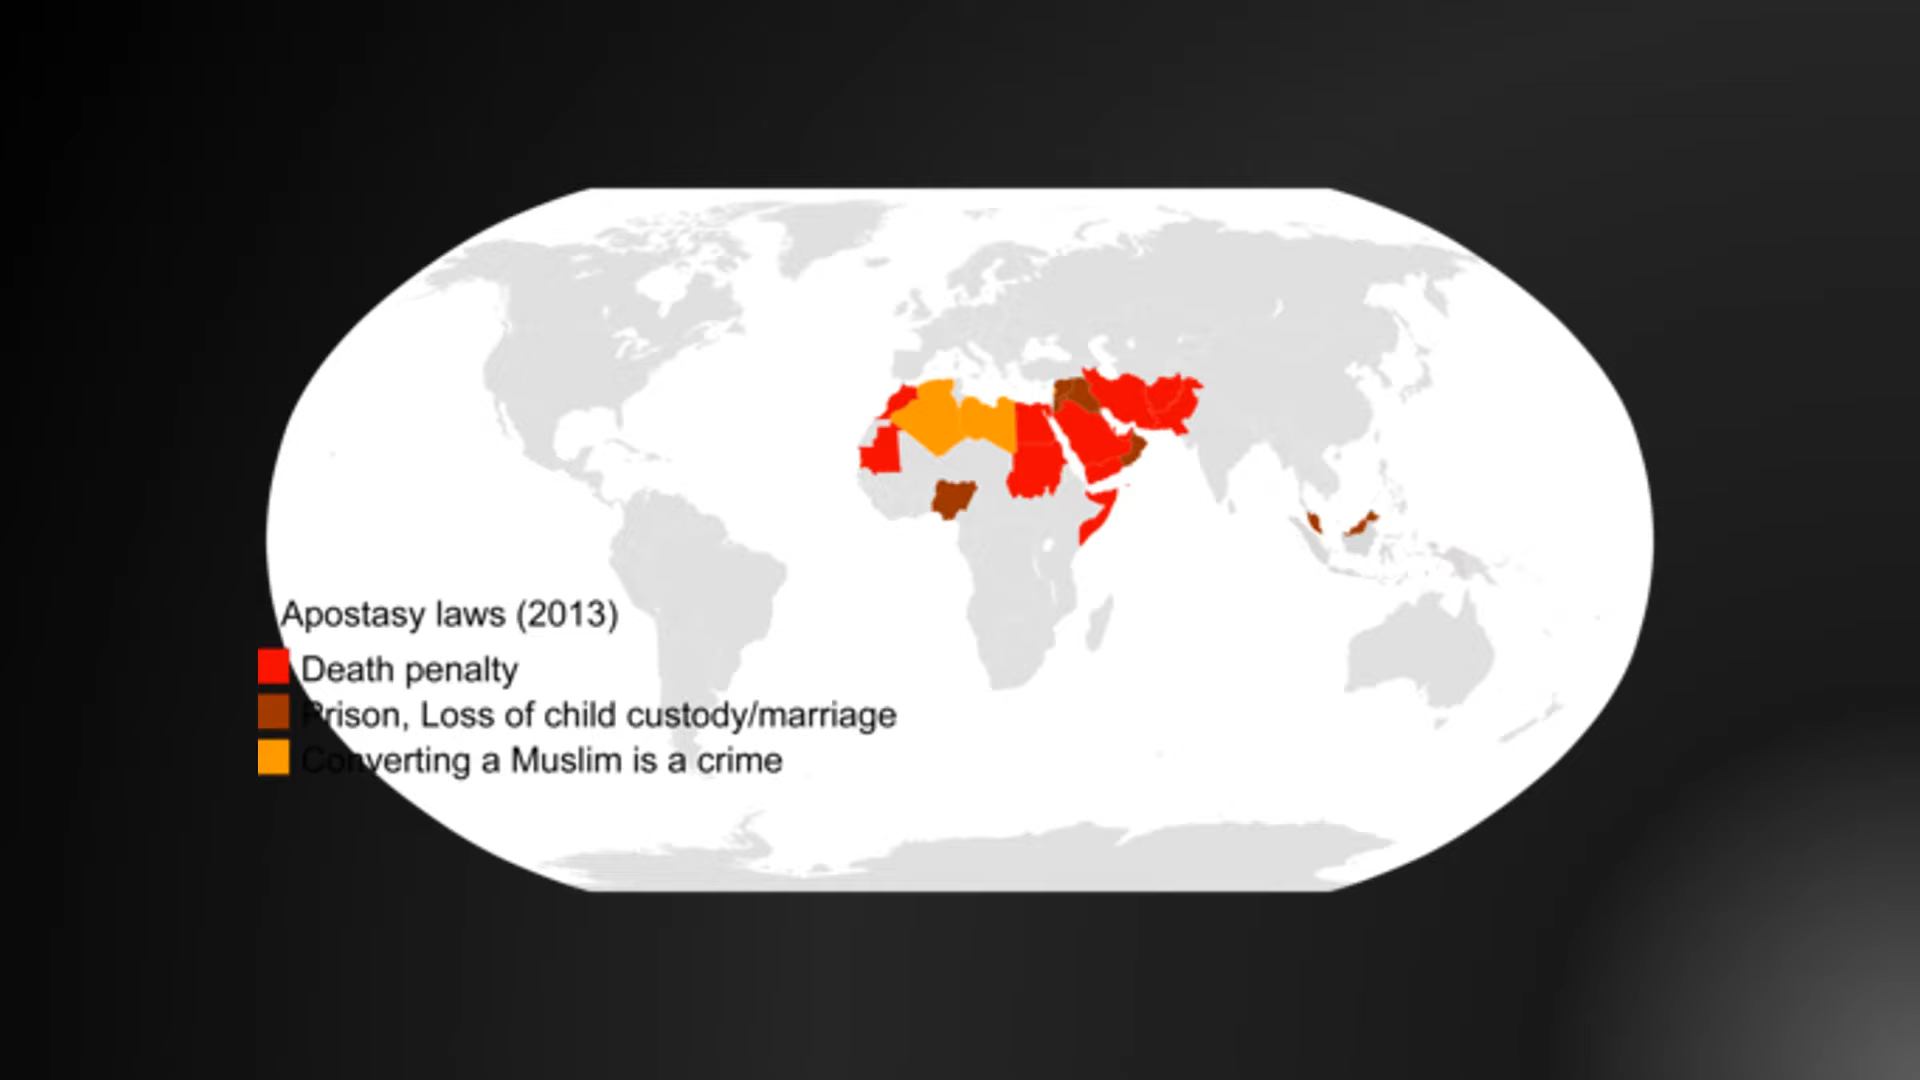 Apostasy laws (2013)
Death penalty
Prison, Loss of child custody/marriage
Converting a Muslim is a crime